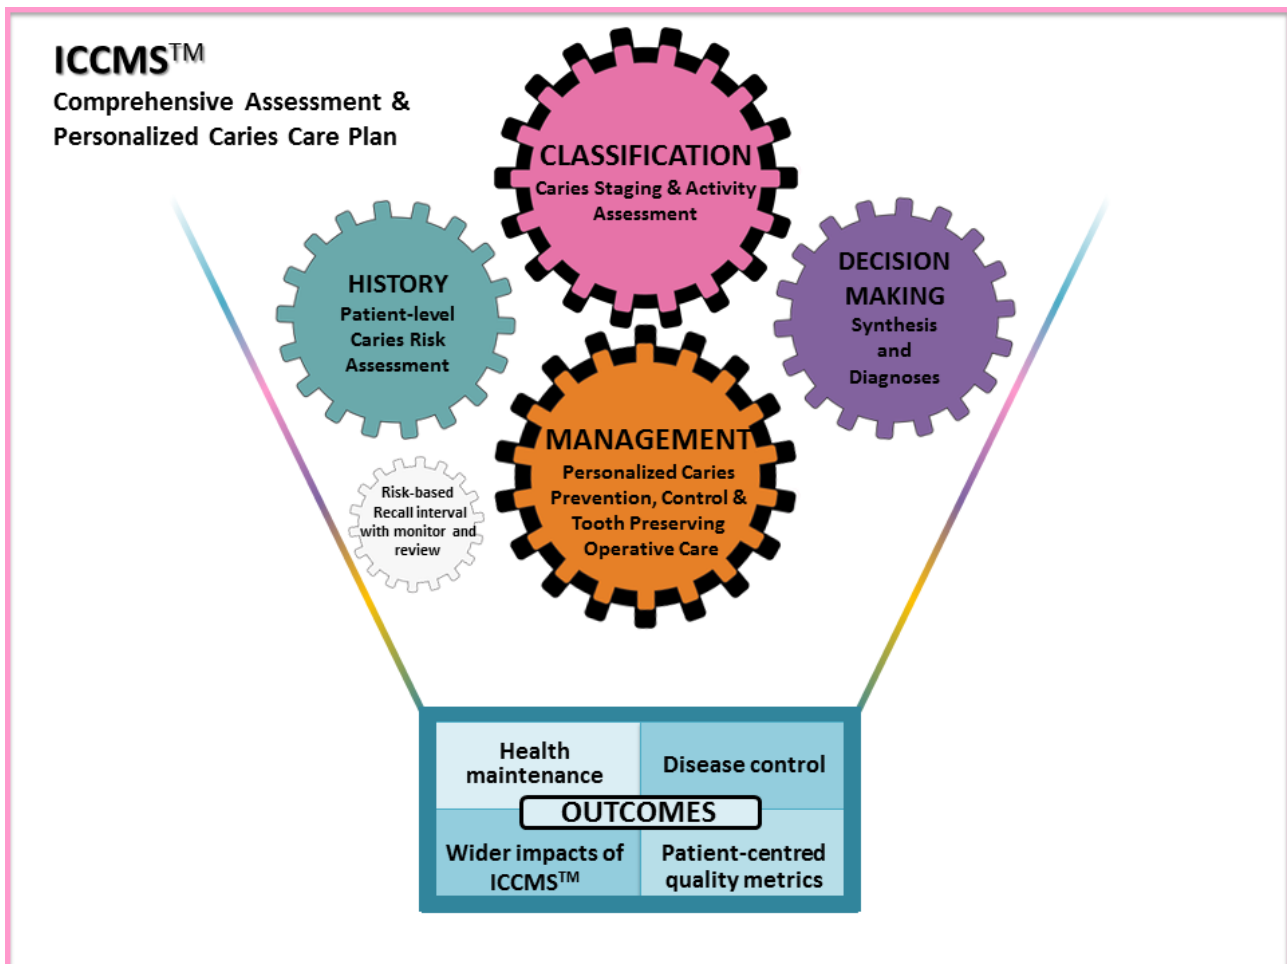 ICCMS™
Comprehensive Assessment &
Personalized Caries Care Plan
CLASSIFICATION
Caries Staging & Activity
Assessment
HISTORY
Patient-level
Caries Risk
Assessment
DECISION
MAKING
Synthesis
and
Diagnoses
MANAGEMENT
Personalized Caries
Prevention, Control &
Tooth Preserving
Operative Care
Risk-based
Recall interval
with monitor and
review
Health
maintenance
Disease control
OUTCOMES
Wider impacts of
ICCMS™
Patient-centred
quality metrics